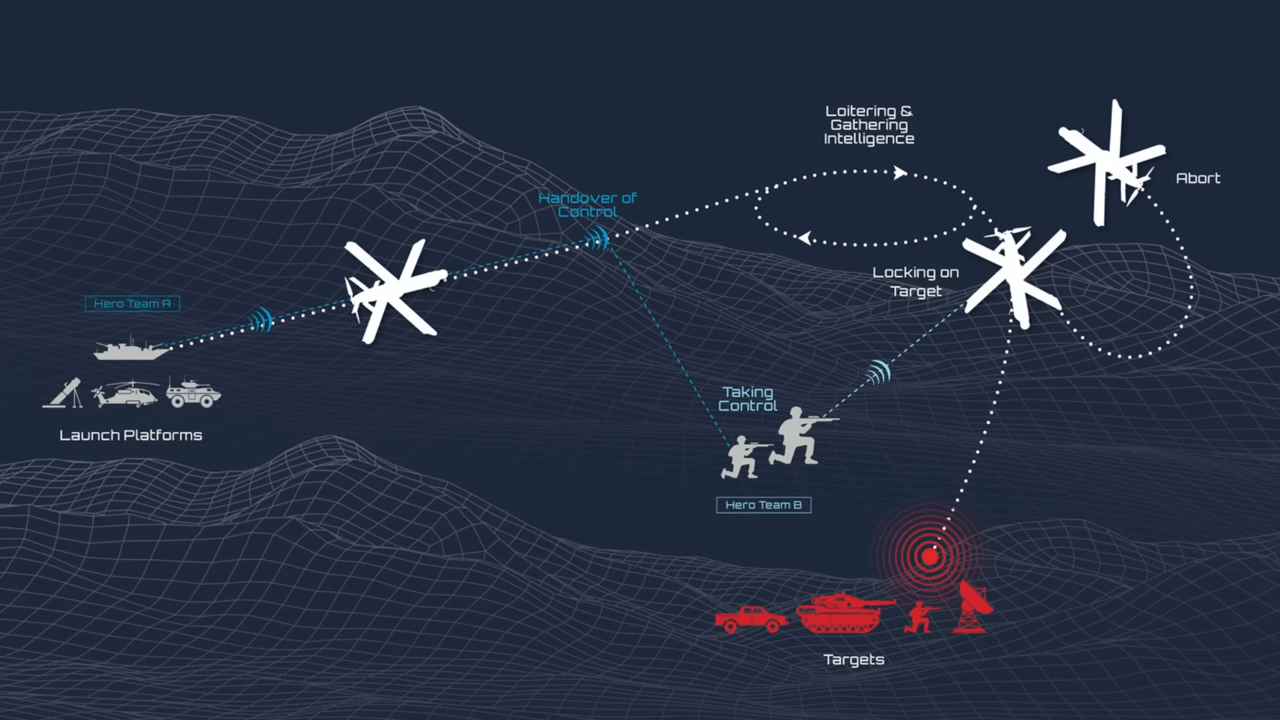 Loitering &
Gathering
Intelligence
Abort
Handover of
Control
Locking on
Target
Hero Team A
Launch Platforms
Taking
Control
Hero Team B
Targets